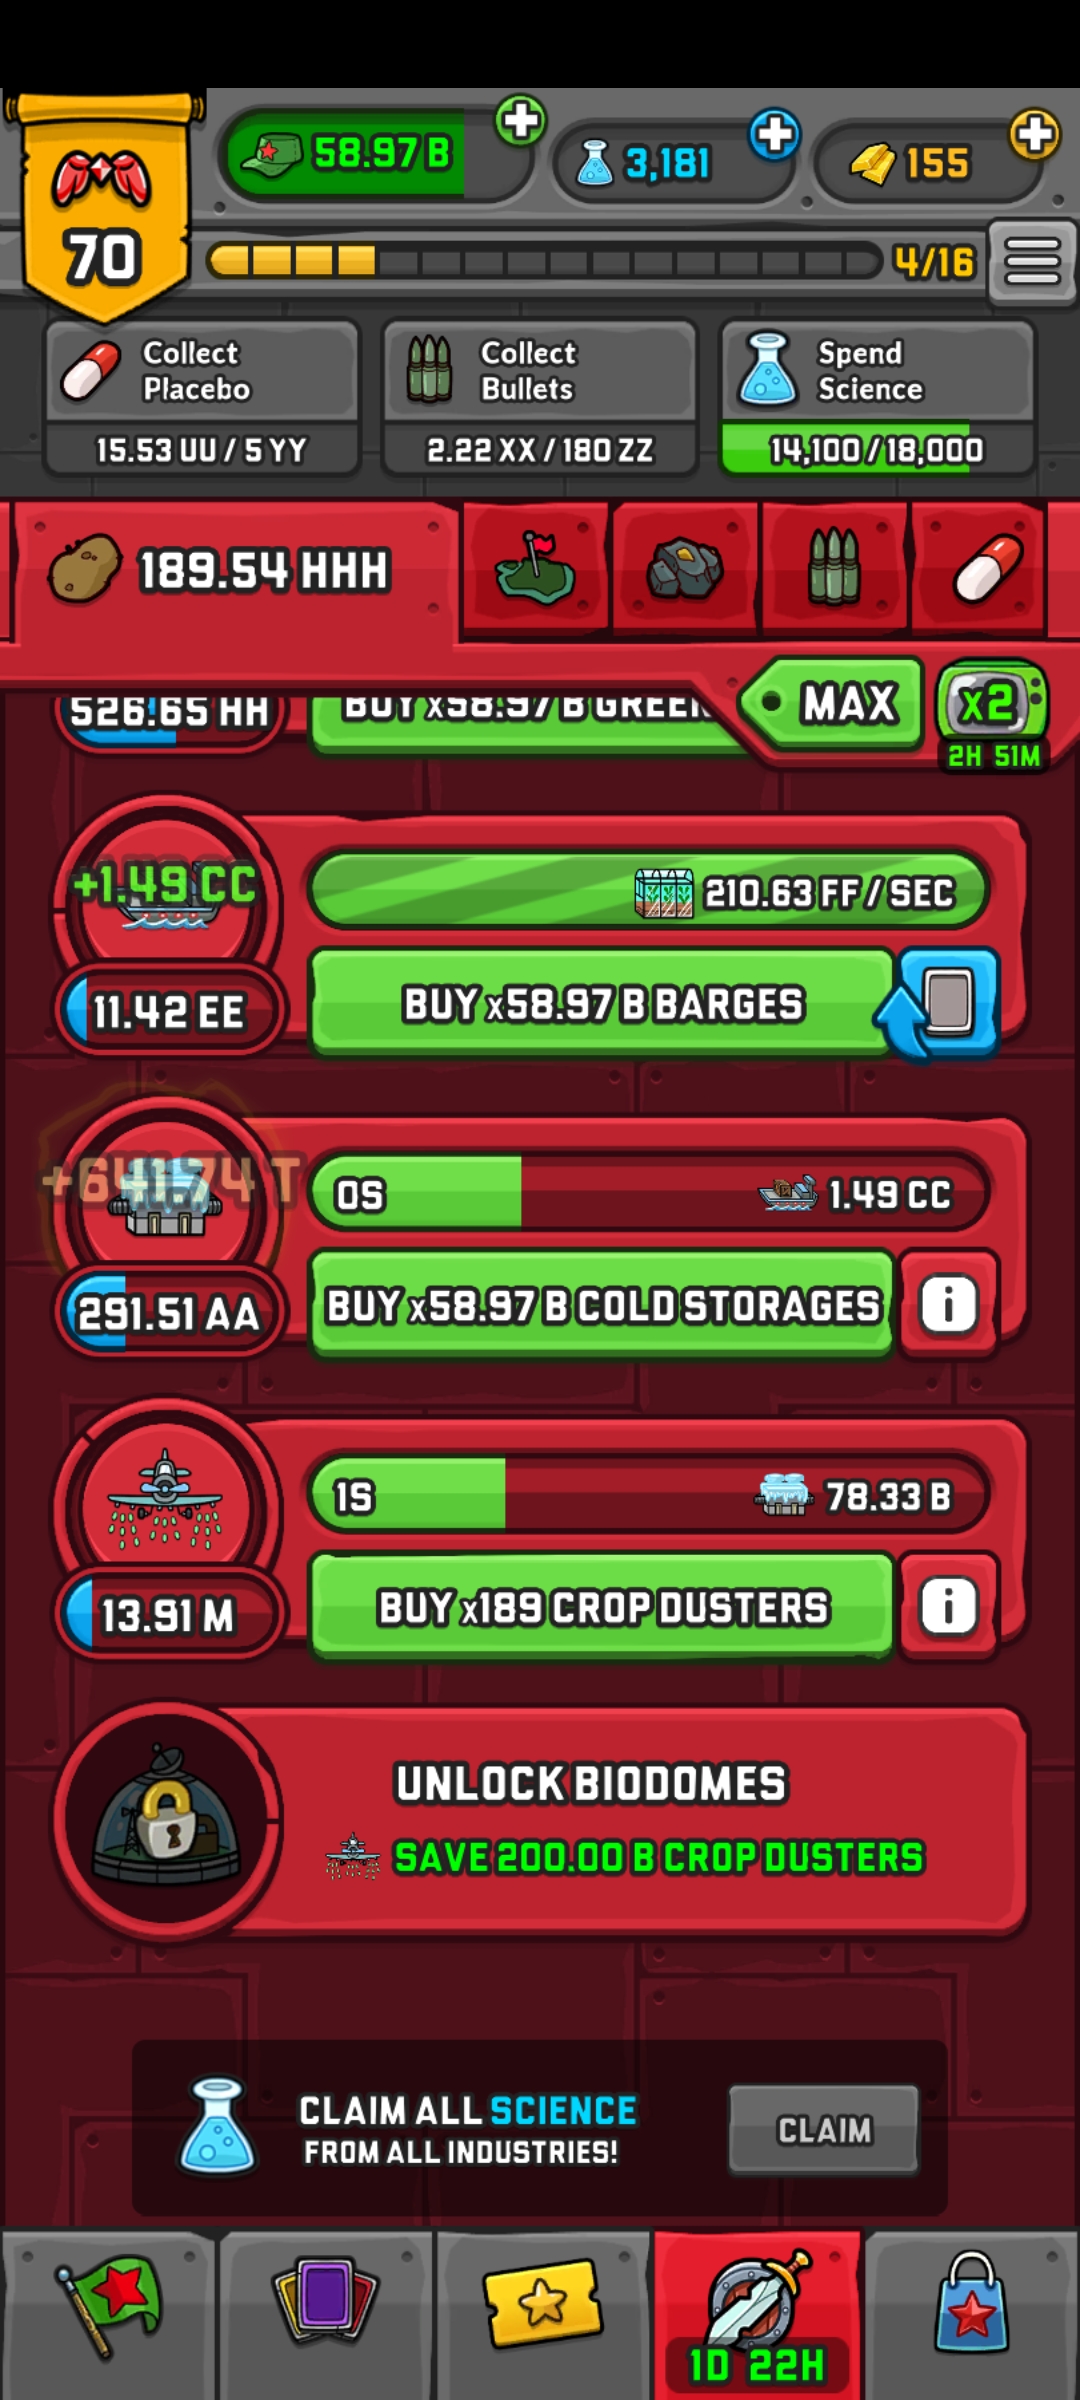 58.97 B
3,181
155
70
4/16
Collect
Placebo
15.53 UU / 5 YY
Collect
Bullets
2.22 XX / 180 ZZ
Spend
Science
14,100 / 18,000
189.54 HHH
MAX
x2
2H 51M
526.65 HH
BUY x58.97 B GREEN
+1.49 CC
210.63 FF / SEC
11.42 EE
BUY x58.97 B BARGES
+641.74 T
0S
1.49 CC
291.51 AA
BUY x58.97 B COLD STORAGES
i
1S
78.33 B
13.91 M
BUY x189 CROP DUSTERS
i
UNLOCK BIODOMES
SAVE 200.00 B CROP DUSTERS
CLAIM ALL SCIENCE
FROM ALL INDUSTRIES!
CLAIM
1D 22H